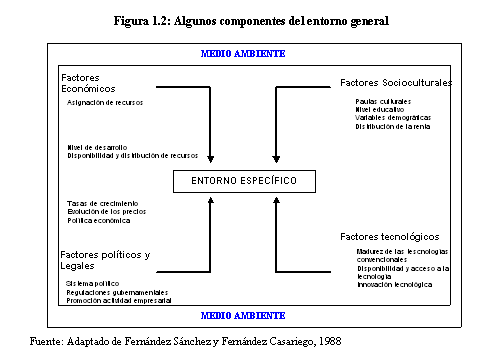 Figura 1.2: Algunos componentes del entorno general
MEDIO AMBIENTE
Factores
Económicos
Asignación de recursos
Nivel de desarrollo
Disponibilidad y distribución de recursos
Tasas de crecimiento
Evolución de los precios
Política económica
Factores Socioculturales
Pautas culturales
Nivel educativo
Variables demográficas
Distribución de la renta
ENTORNO ESPECÍFICO
Factores políticos y
Legales
Sistema político
Regulaciones gubernamentales
Promoción actividad empresarial
Factores tecnológicos
Madurez de las tescnologías
convencionales
Disponibilidad y acceso a la
tecnología
Innovación tecnológica
MEDIO AMBIENTE
Fuente: Adaptado de Fernández Sánchez y Fernández Casariego, 1988